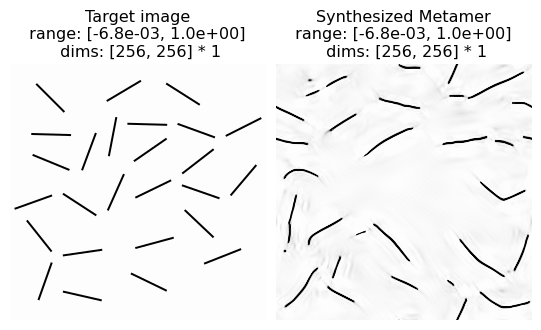 Target image
range: [-6.8e-03, 1.0e+00]
dims: [256, 256] * 1
Synthesized Metamer
range: [-6.8e-03, 1.0e+00]
dims: [256, 256] * 1